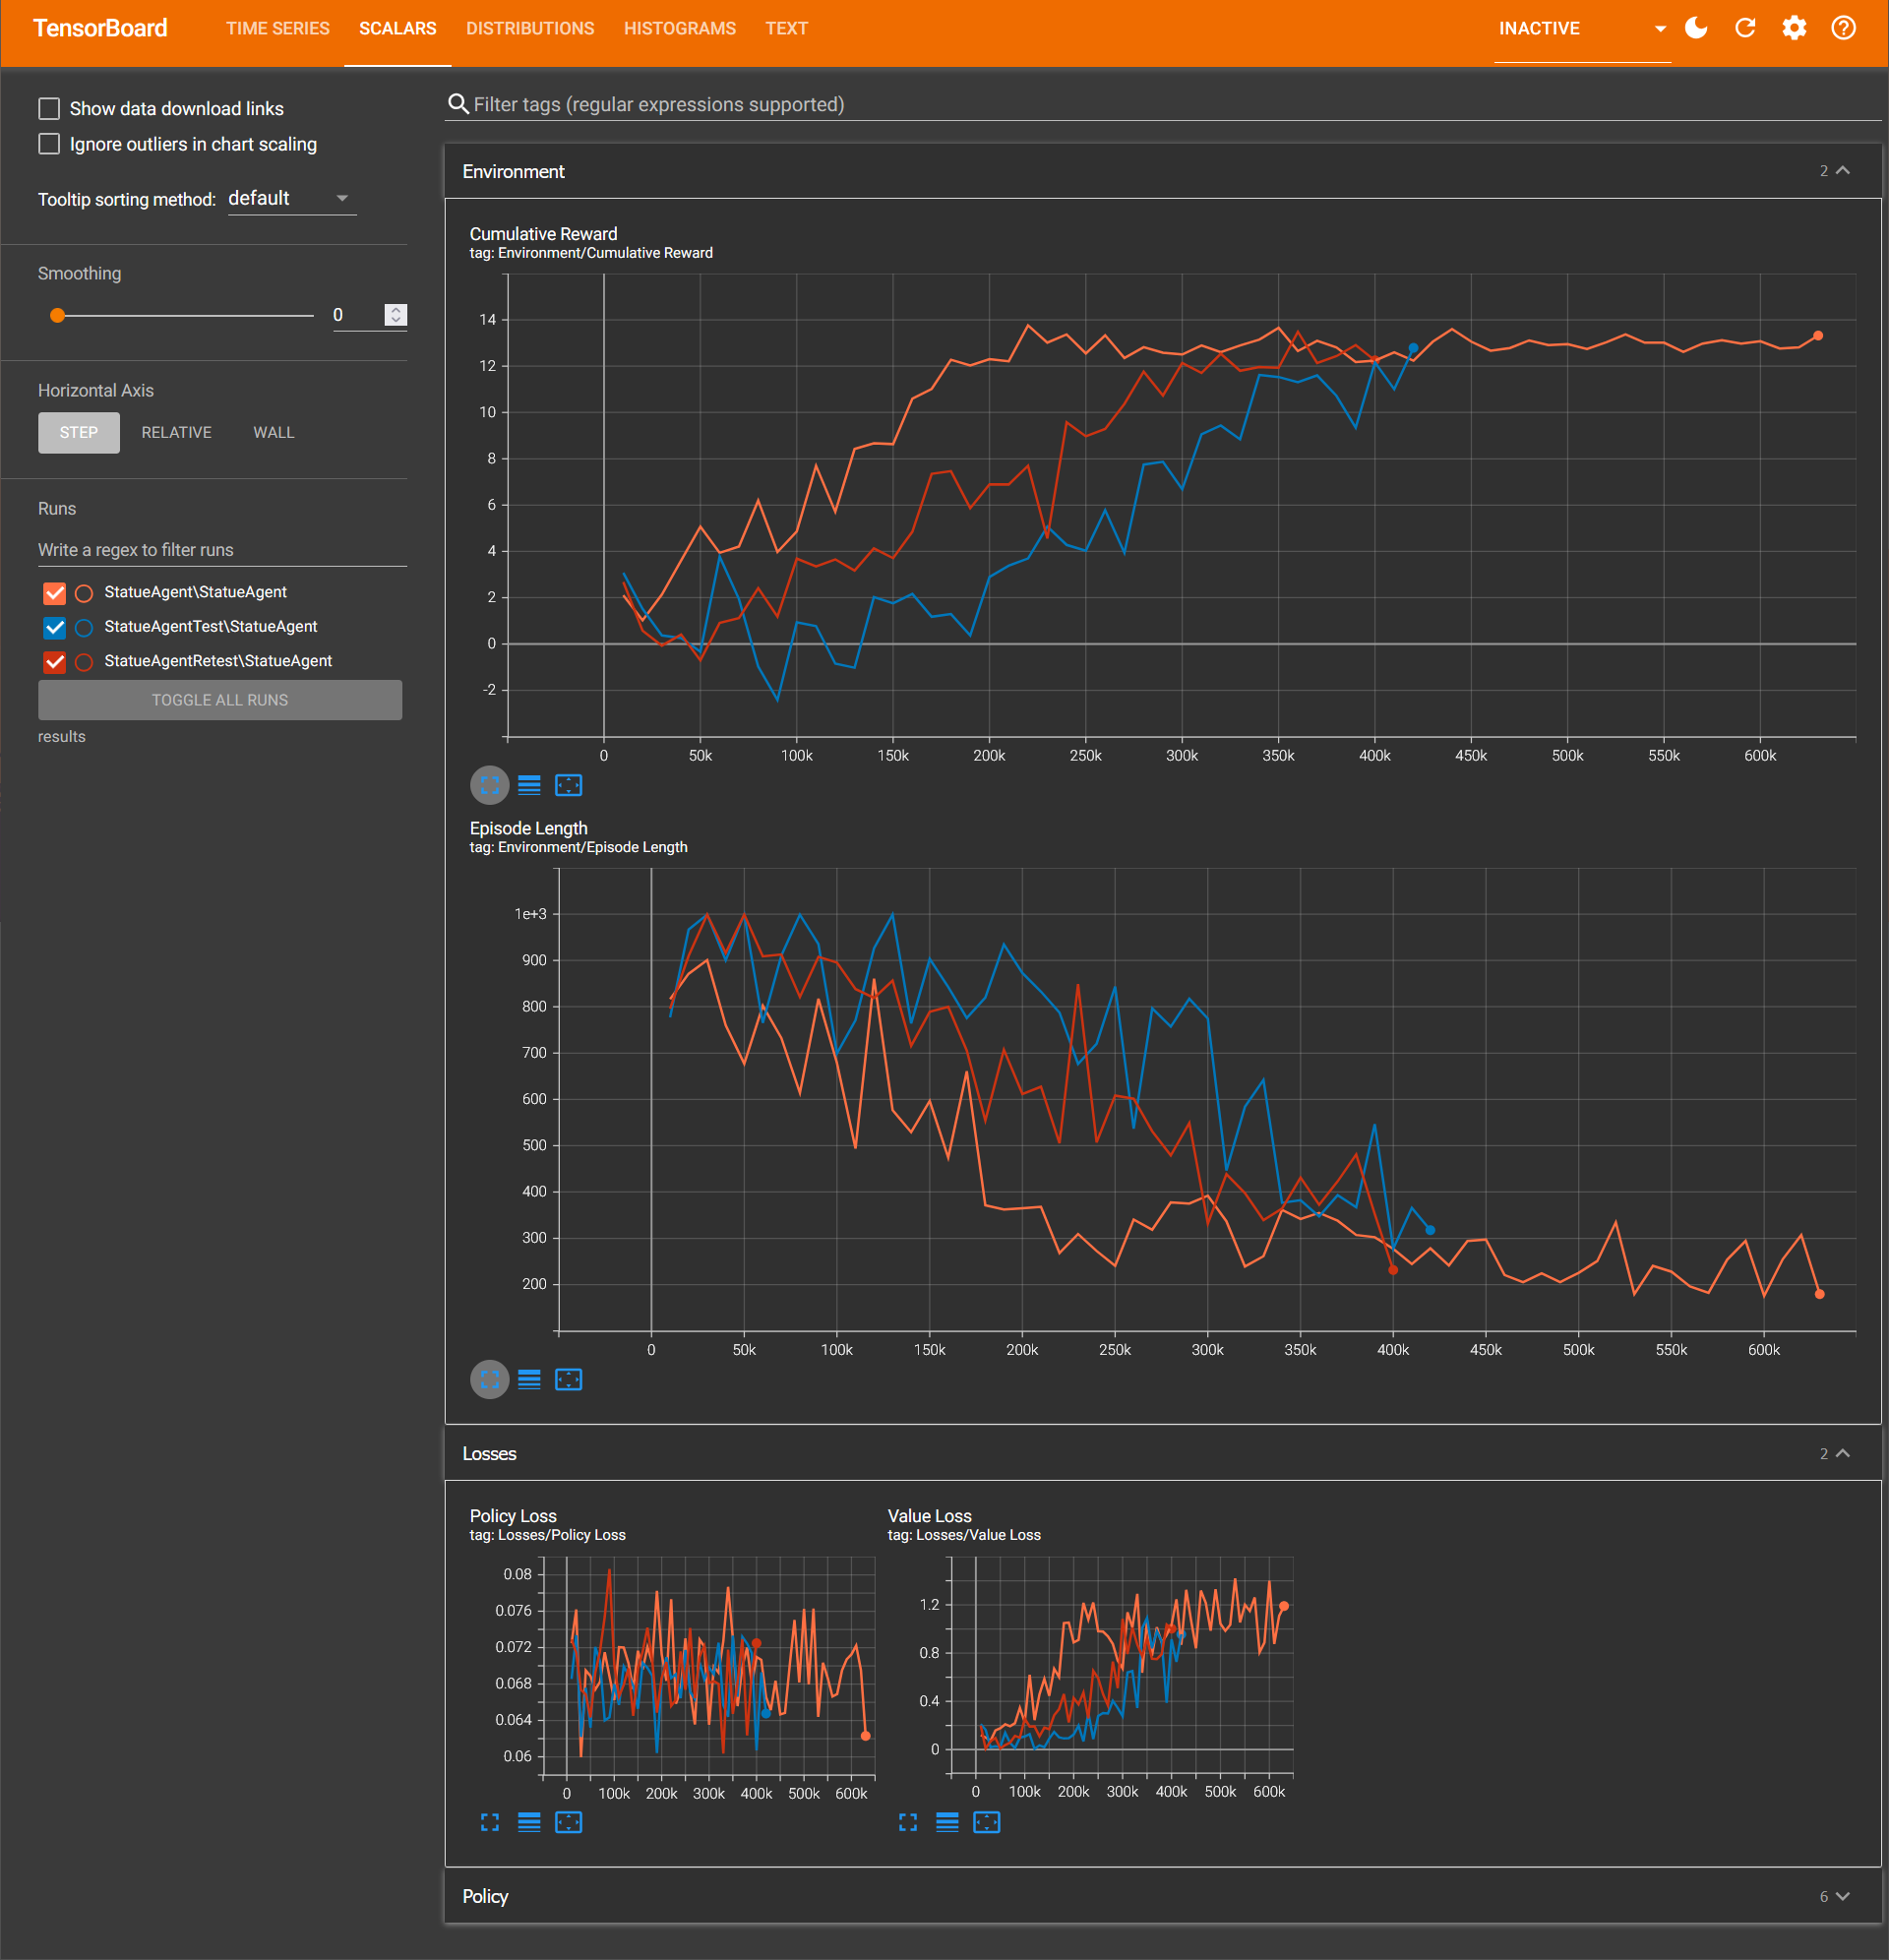 TensorBoard TIME SERIES SCALARS DISTRIBUTIONS HISTOGRAMS TEXT INACTIVE
Show data download links
Ignore outliers in chart scaling
Tooltip sorting method: default
Smoothing
0
Horizontal Axis
STEP RELATIVE WALL
Runs
Write a regex to filter runs
StatueAgent\StatueAgent
StatueAgentTest\StatueAgent
StatueAgentRetest\StatueAgent
TOGGLE ALL RUNS
results
Filter tags (regular expressions supported)
Environment 2
Cumulative Reward
tag: Environment/Cumulative Reward
14
12
10
8
6
4
2
0
-2
0 50k 100k 150k 200k 250k 300k 350k 400k 450k 500k 550k 600k
Episode Length
tag: Environment/Episode Length
1e+3
900
800
700
600
500
400
300
200
0 50k 100k 150k 200k 250k 300k 350k 400k 450k 500k 550k 600k
Losses 2
Policy Loss
tag: Losses/Policy Loss
0.08
0.076
0.072
0.068
0.064
0.06
0 100k 200k 300k 400k 500k 600k
Value Loss
tag: Losses/Value Loss
1.2
0.8
0.4
0
0 100k 200k 300k 400k 500k 600k
Policy 6